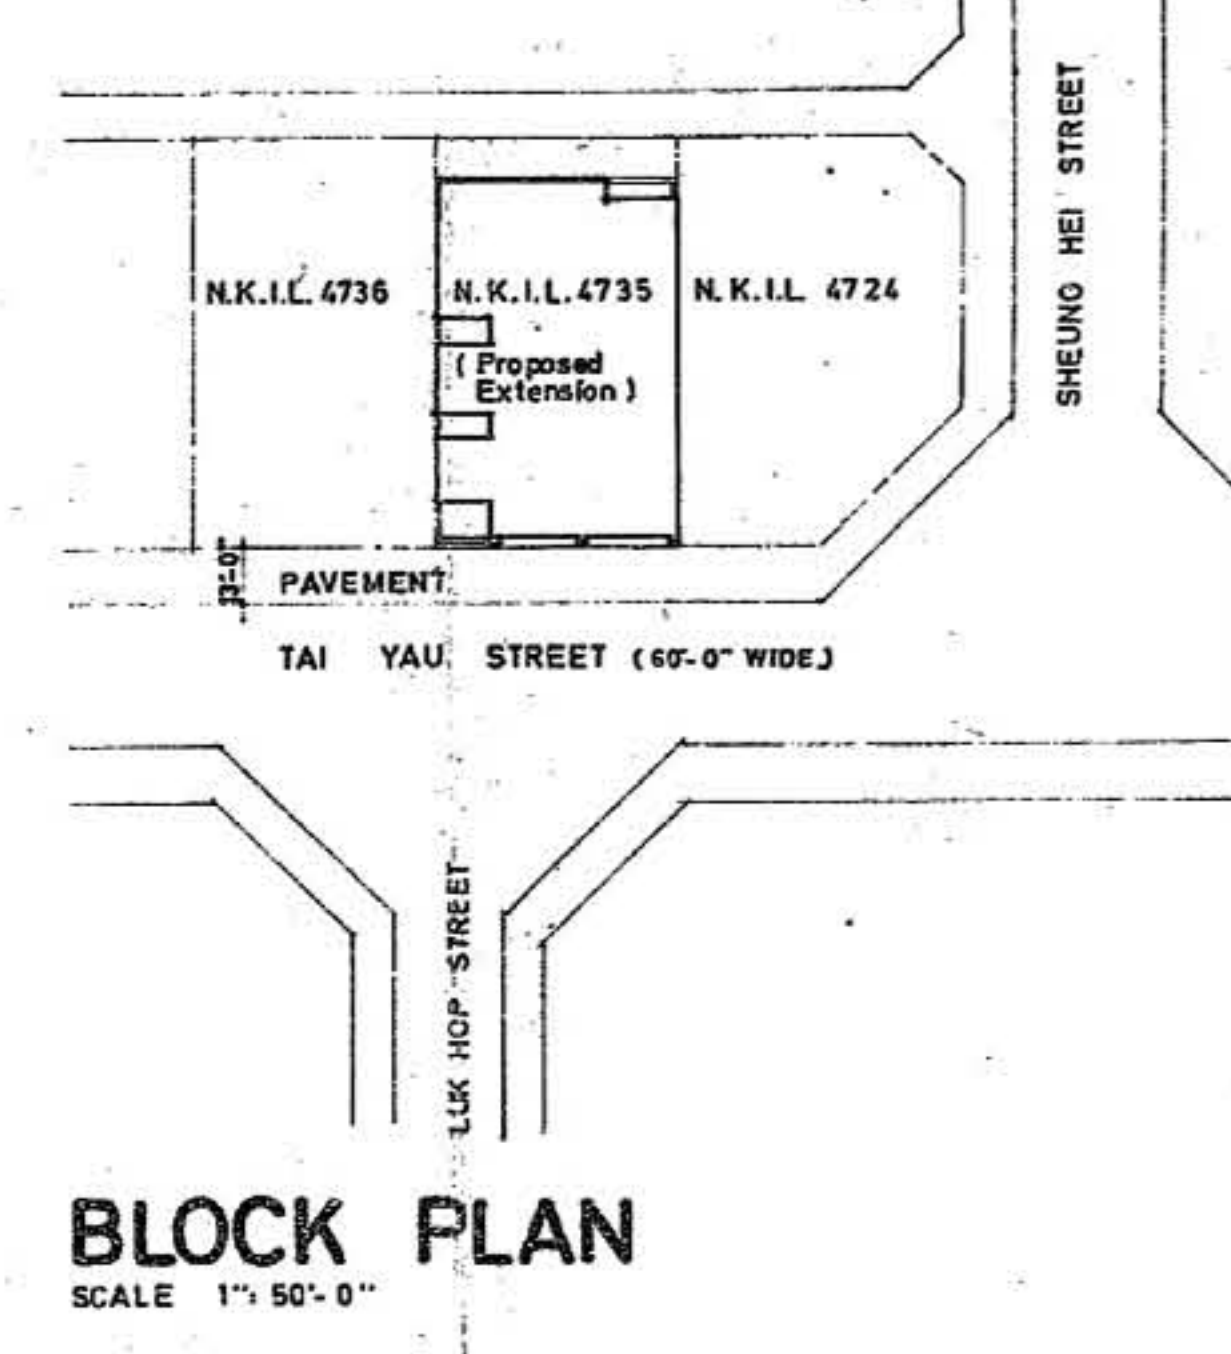 SHEUNG HEI STREET
N.K.I.L. 4736
N.K.I.L. 4735
N.K.I.L. 4724
( Proposed
Extension )
13'-0"
PAVEMENT
TAI YAU STREET ( 60'-0" WIDE )
LUK HOP STREET
BLOCK PLAN
SCALE 1": 50'-0"